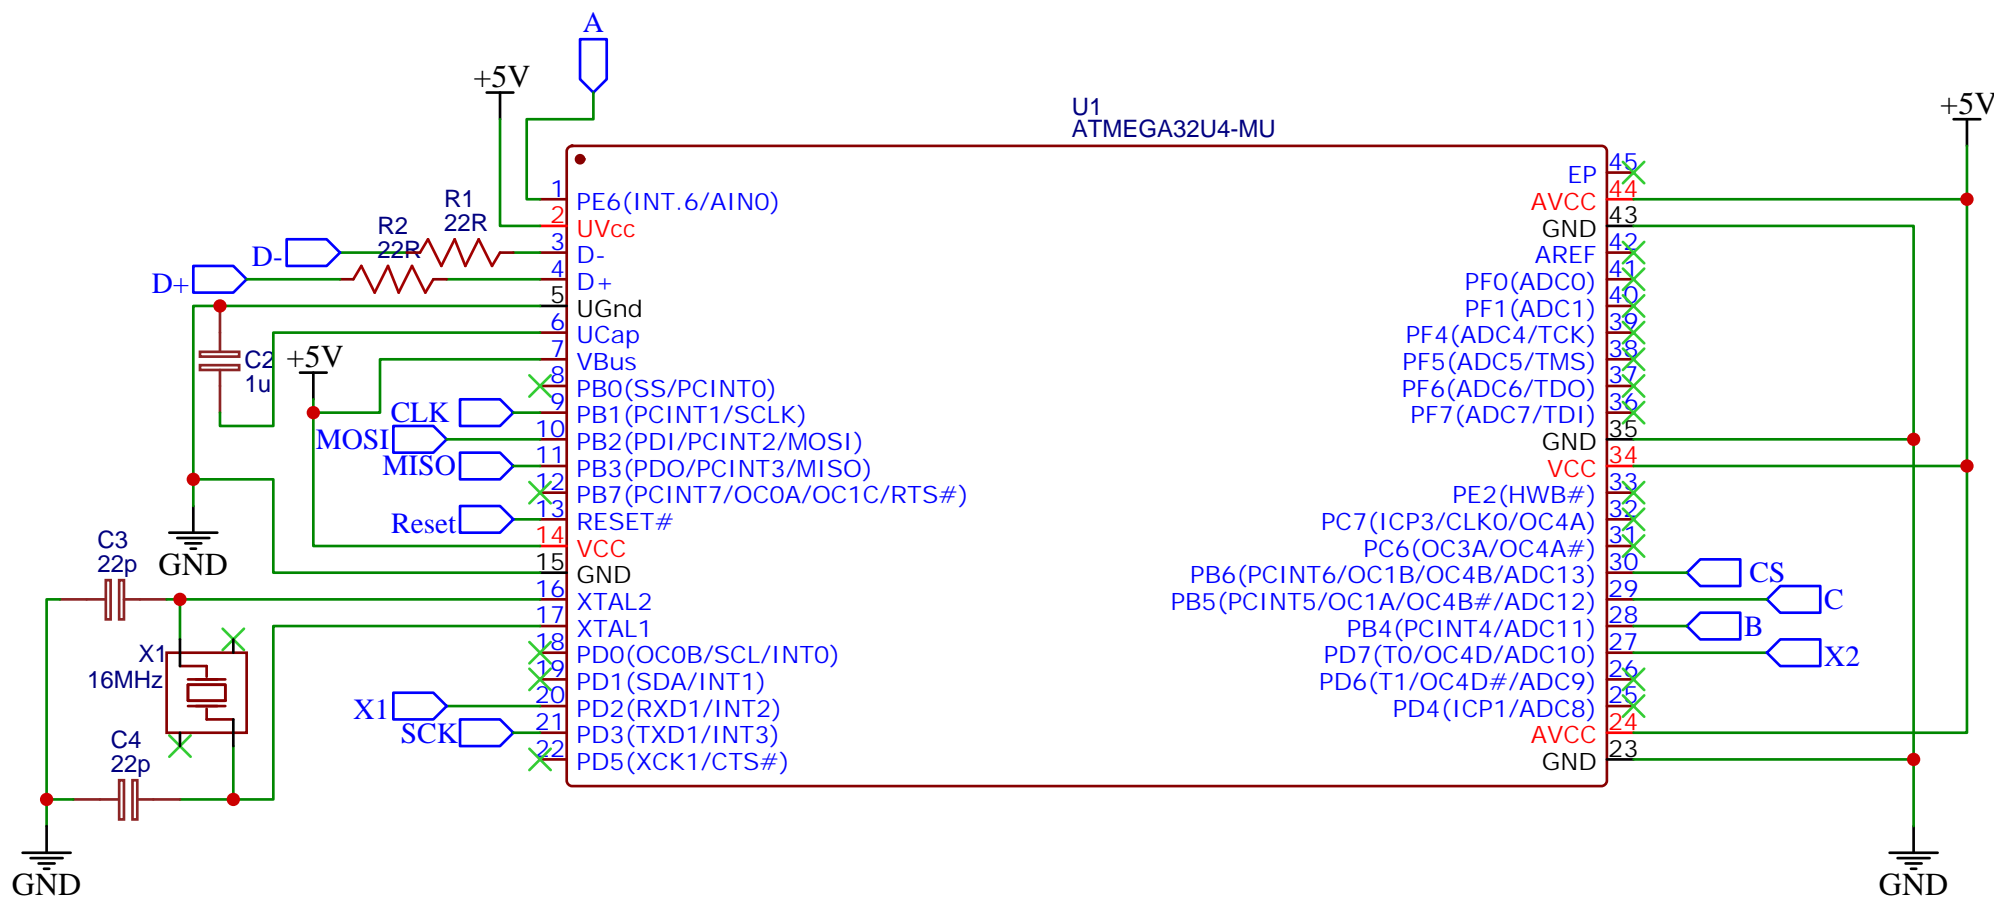 A
+5V
U1
ATMEGA32U4-MU
+5V
1
PE6(INT.6/AIN0)
2
UVcc
R1
22R
3
D-
R2
22R
D-
4
D+
D+
5
UGnd
6
UCap
C2
1u
+5V
7
VBus
8
PB0(SS/PCINT0)
CLK
9
PB1(PCINT1/SCLK)
MOSI
10
PB2(PDI/PCINT2/MOSI)
MISO
11
PB3(PDO/PCINT3/MISO)
12
PB7(PCINT7/OC0A/OC1C/RTS#)
Reset
13
RESET#
14
VCC
GND
15
GND
C3
22p
16
XTAL2
17
XTAL1
18
PD0(OC0B/SCL/INT0)
X1
16MHz
19
PD1(SDA/INT1)
X1
20
PD2(RXD1/INT2)
SCK
21
PD3(TXD1/INT3)
C4
22p
22
PD5(XCK1/CTS#)
GND
EP
45
AVCC
44
GND
43
AREF
42
PF0(ADC0)
41
PF1(ADC1)
40
PF4(ADC4/TCK)
39
PF5(ADC5/TMS)
38
PF6(ADC6/TDO)
37
PF7(ADC7/TDI)
36
GND
35
VCC
34
PE2(HWB#)
33
PC7(ICP3/CLK0/OC4A)
32
PC6(OC3A/OC4A#)
31
PB6(PCINT6/OC1B/OC4B/ADC13)
30
CS
PB5(PCINT5/OC1A/OC4B#/ADC12)
29
C
PB4(PCINT4/ADC11)
28
B
PD7(T0/OC4D/ADC10)
27
X2
PD6(T1/OC4D#/ADC9)
26
PD4(ICP1/ADC8)
25
AVCC
24
GND
23
GND